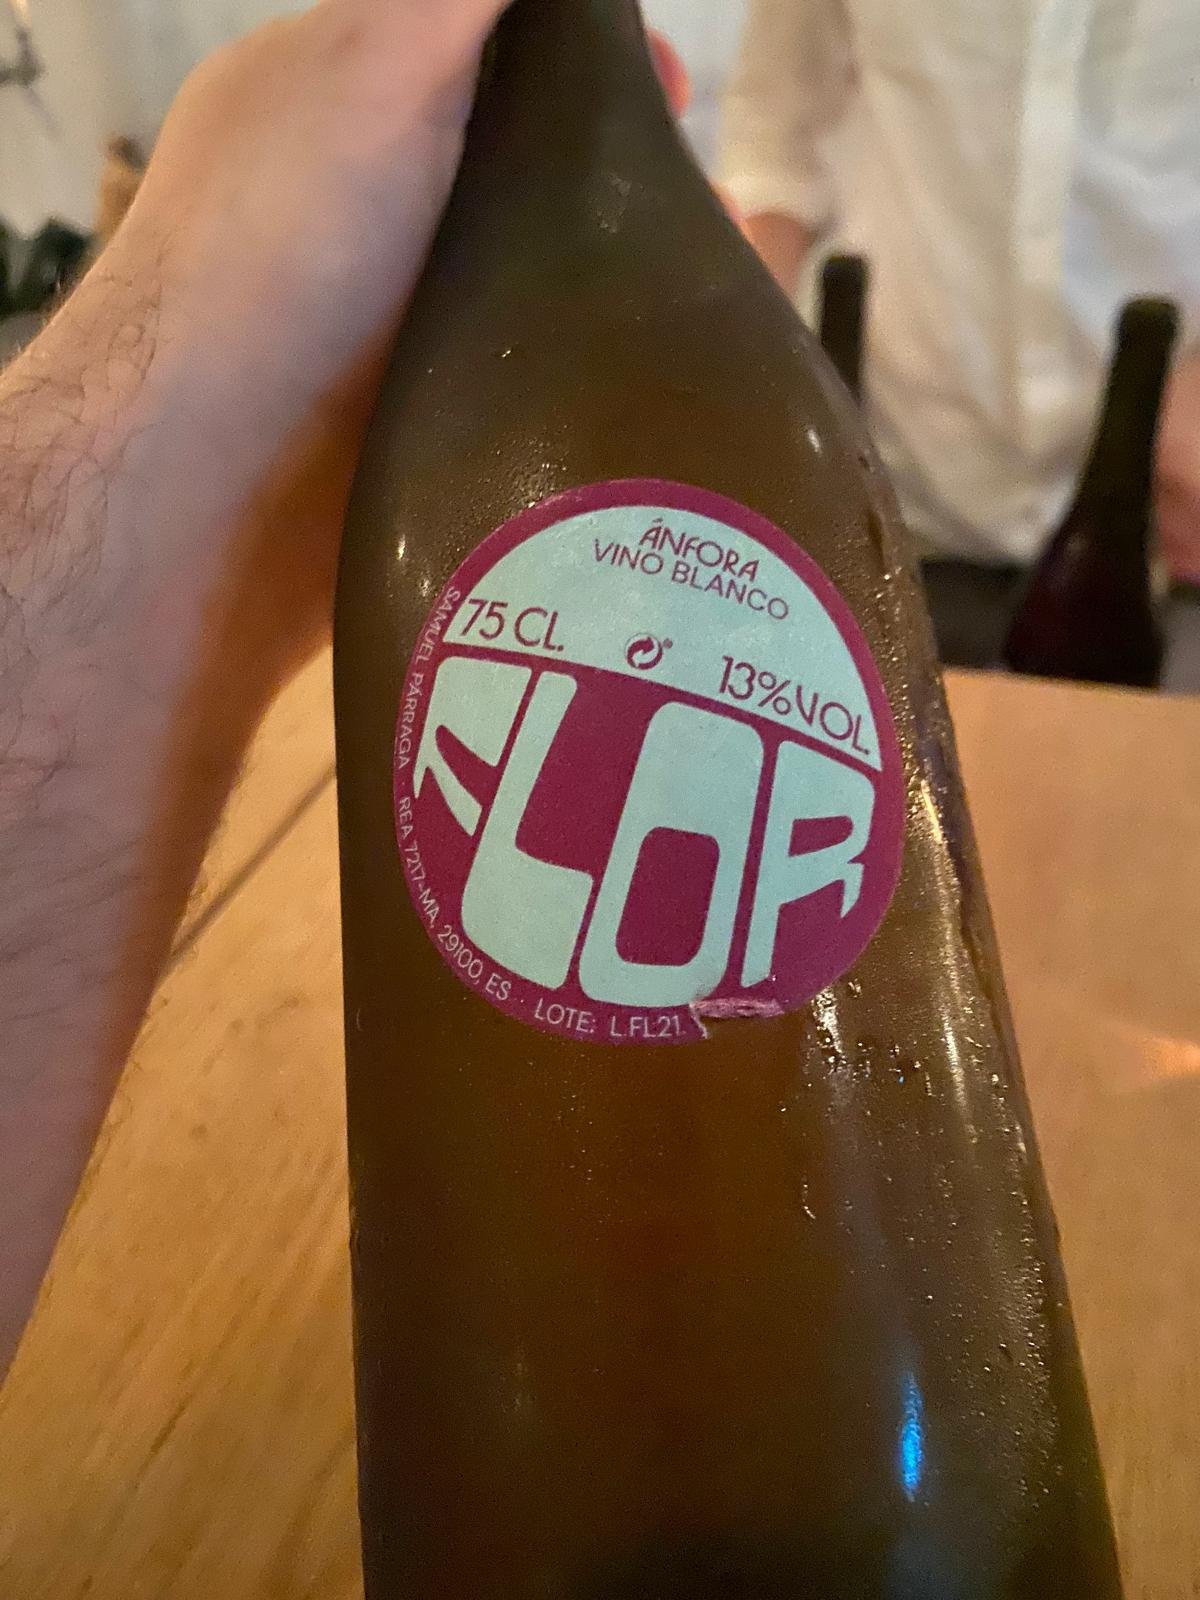 ÁNFORA
VINO BLANCO
75 CL.
13%VOL.
FLOR
SAMUEL PÁRRAGA · REA 7217-MA, 29100, ES · LOTE: L.FL21